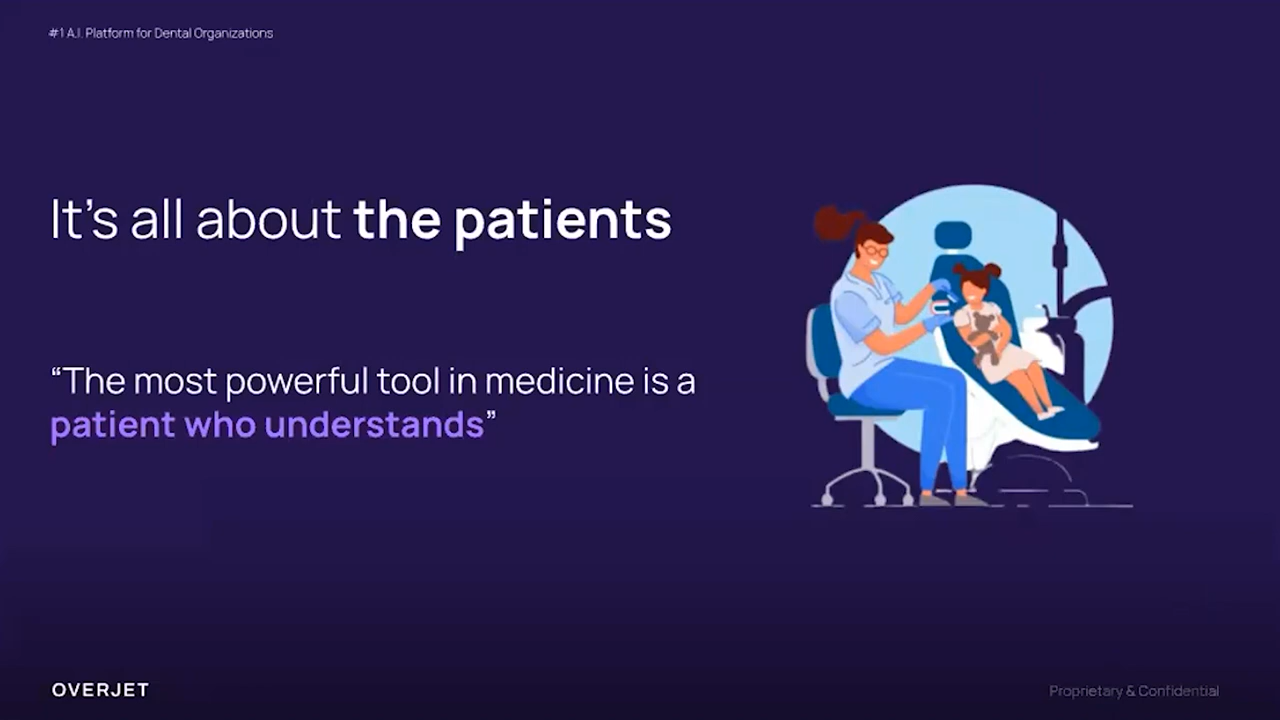 #1 A.I. Platform for Dental Organizations
It’s all about the patients
“The most powerful tool in medicine is a
patient who understands”
OVERJET
Proprietary & Confidential